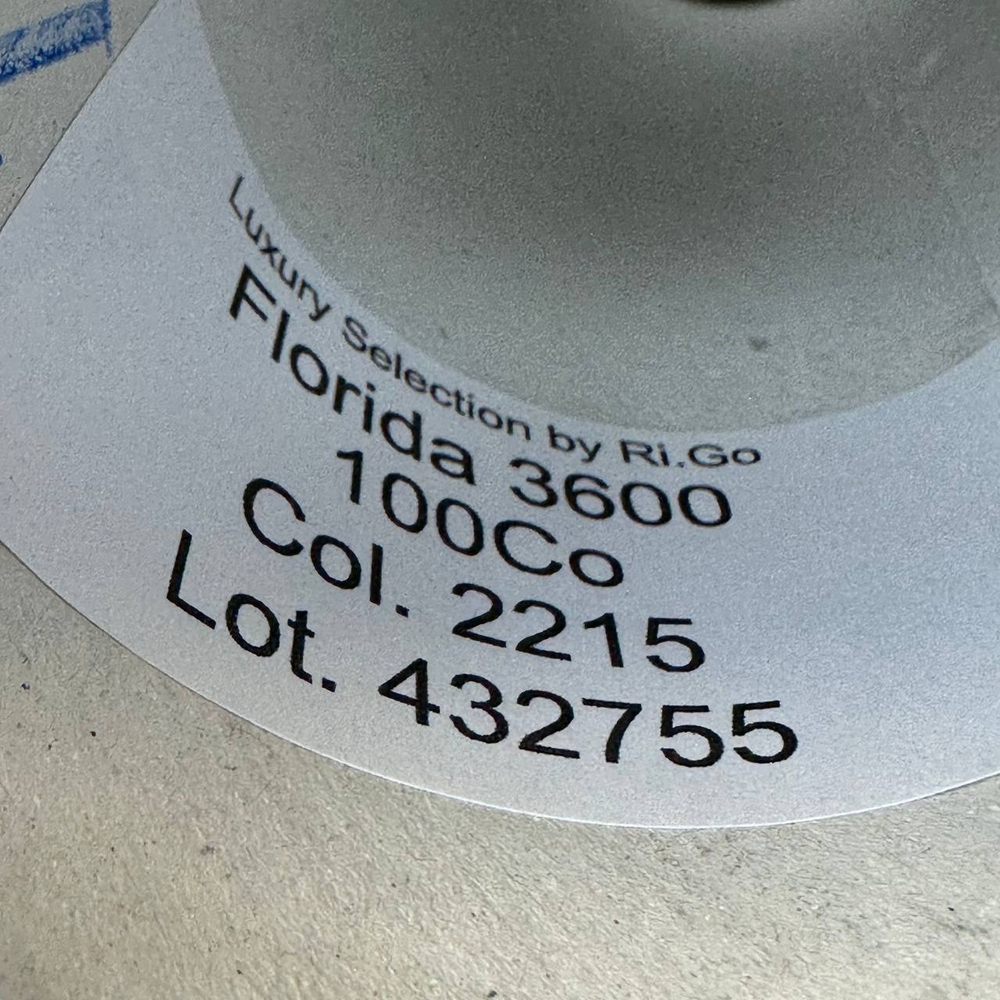 Luxury Selection by Ri.Go
Florida 3600
100Co
Col. 2215
Lot. 432755